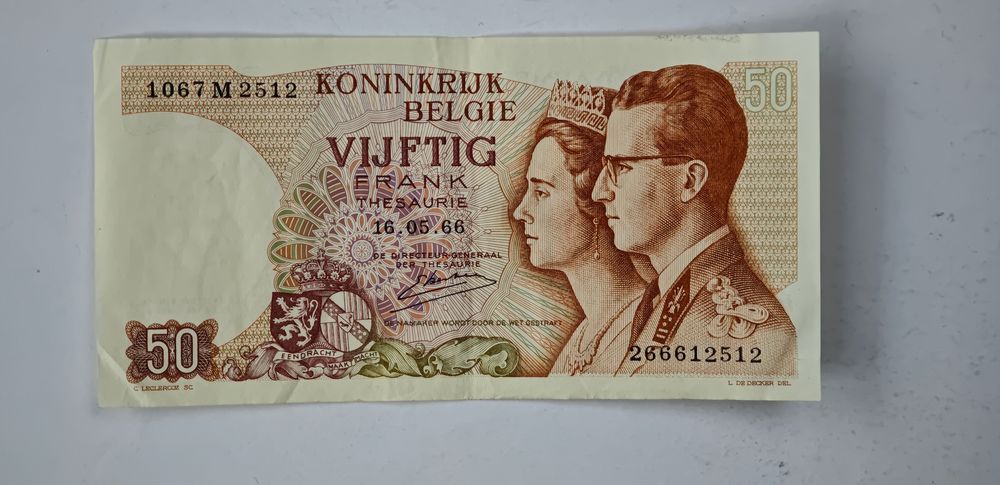 1067 M 2512
KONINKRIJK
BELGIE
VIJFTIG
FRANK
THESAURIE
16.05.66
DE DIRECTEUR-GENERAAL
DER THESAURIE
DE NAMAKER WORDT DOOR DE WET GESTRAFT
50
50
EENDRACHT
MAAKT MACHT
266612512
C. LECLERCQZ SC.
L. DE DECKER DEL.